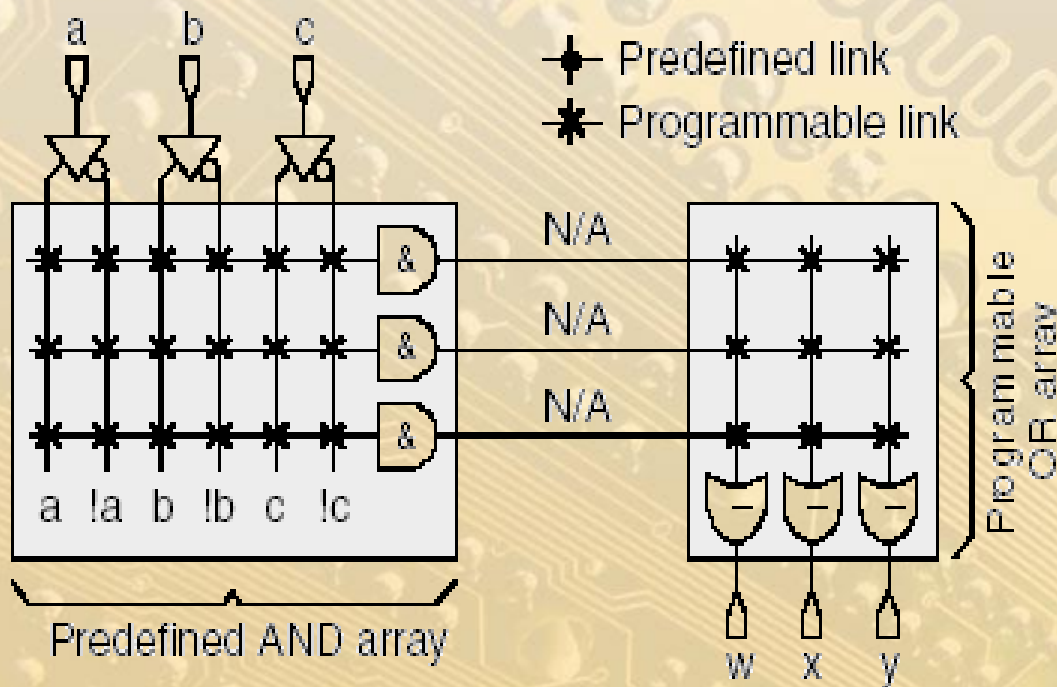 a b c
Predefined link
Programmable link
N/A
&
N/A
&
N/A
&
a !a b !b c !c
Predefined AND array
Programmable
OR array
w x y